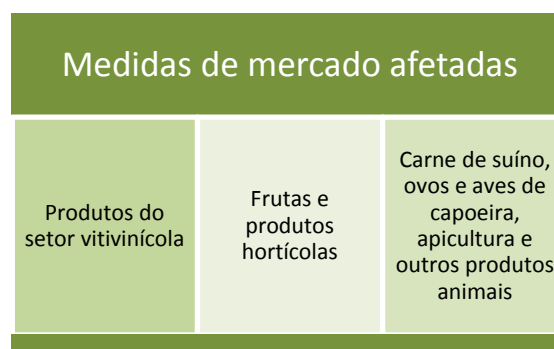 Medidas de mercado afetadas
Produtos do
setor vitivinícola
Frutas e
produtos
hortícolas
Carne de suíno,
ovos e aves de
capoeira,
apicultura e
outros produtos
animais